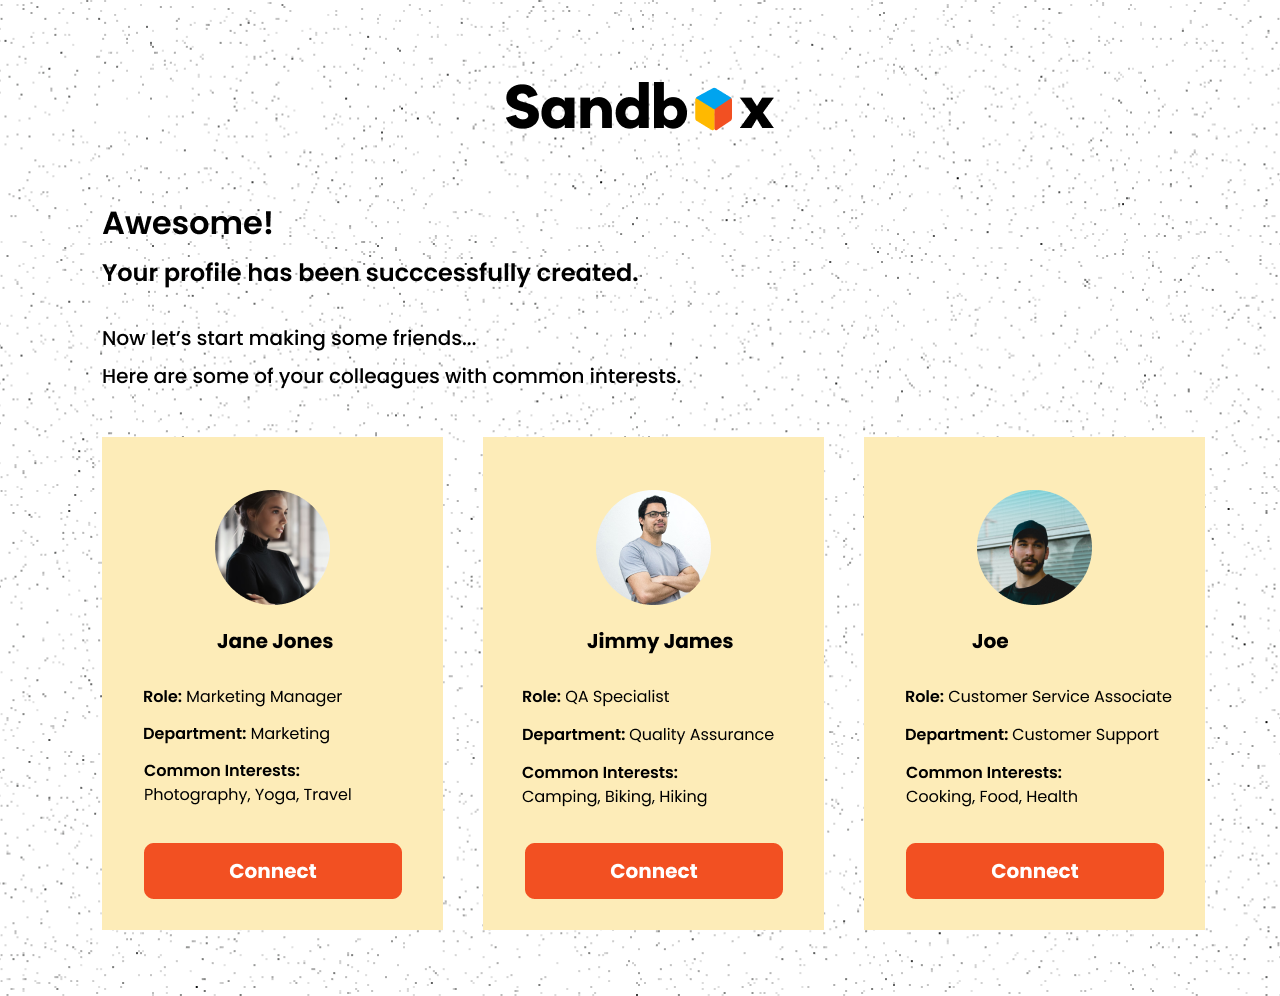 Sandbox
Awesome!
Your profile has been succcessfully created.
Now let’s start making some friends...
Here are some of your colleagues with common interests.
Jane Jones
Role: Marketing Manager
Department: Marketing
Common Interests:
Photography, Yoga, Travel
Connect
Jimmy James
Role: QA Specialist
Department: Quality Assurance
Common Interests:
Camping, Biking, Hiking
Connect
Joe
Role: Customer Service Associate
Department: Customer Support
Common Interests:
Cooking, Food, Health
Connect